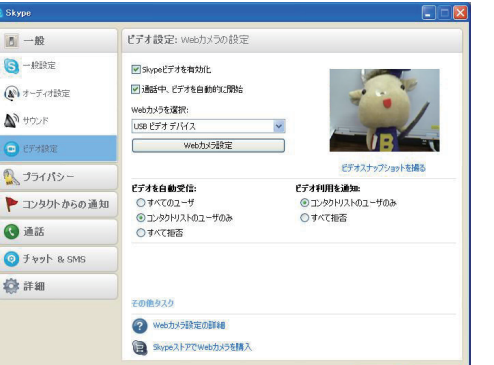 Skype
一般
一般設定
オーディオ設定
サウンド
ビデオ設定
プライバシー
コンタクトからの通知
通話
チャット & SMS
詳細
ビデオ設定: Webカメラの設定
Skypeビデオを有効化
通話中、ビデオを自動的に開始
Webカメラを選択:
USB ビデオ デバイス
Webカメラ設定
ビデオスナップショットを撮る
ビデオを自動受信:
すべてのユーザ
コンタクトリストのユーザのみ
すべて拒否
ビデオ利用を通知:
コンタクトリストのユーザのみ
すべて拒否
その他タスク
Webカメラ設定の詳細
SkypeストアでWebカメラを購入
B